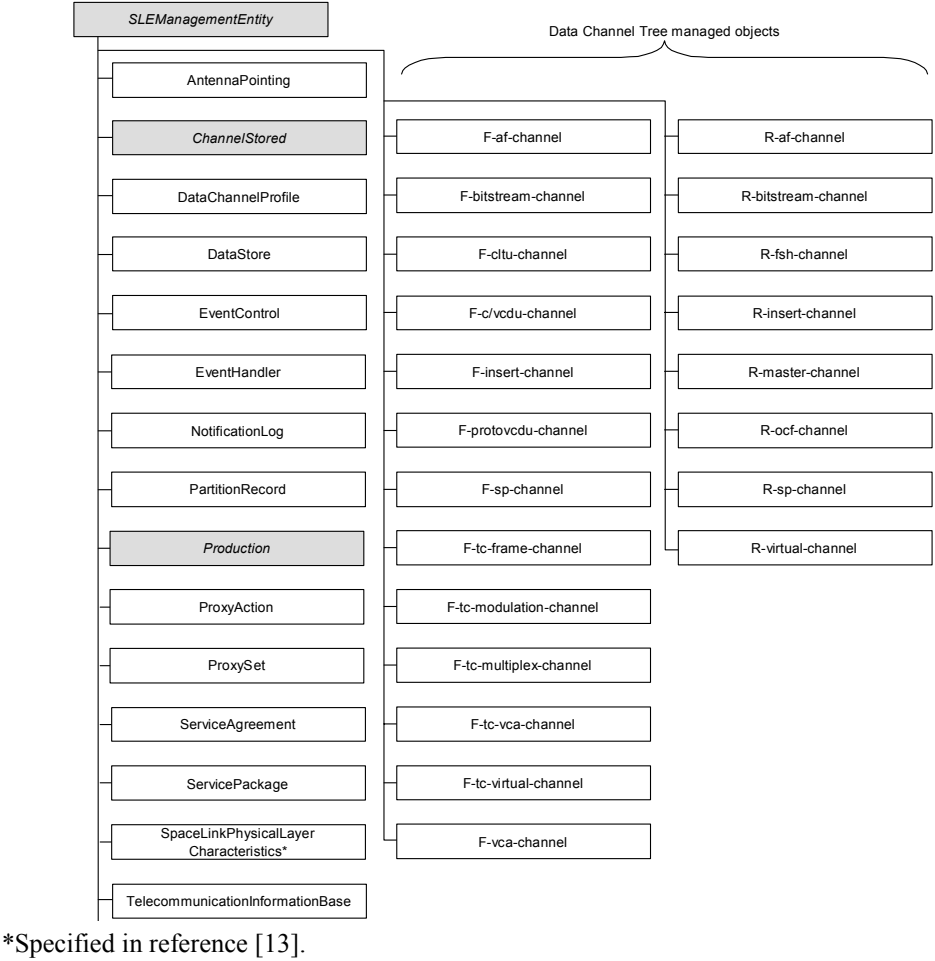 SLEManagementEntity
Data Channel Tree managed objects
AntennaPointing
ChannelStored
DataChannelProfile
DataStore
EventControl
EventHandler
NotificationLog
PartitionRecord
Production
ProxyAction
ProxySet
ServiceAgreement
ServicePackage
SpaceLinkPhysicalLayer
Characteristics*
TelecommunicationInformationBase
F-af-channel
F-bitstream-channel
F-cltu-channel
F-c/vcdu-channel
F-insert-channel
F-protovcdu-channel
F-sp-channel
F-tc-frame-channel
F-tc-modulation-channel
F-tc-multiplex-channel
F-tc-vca-channel
F-tc-virtual-channel
F-vca-channel
R-af-channel
R-bitstream-channel
R-fsh-channel
R-insert-channel
R-master-channel
R-ocf-channel
R-sp-channel
R-virtual-channel
*Specified in reference [13].